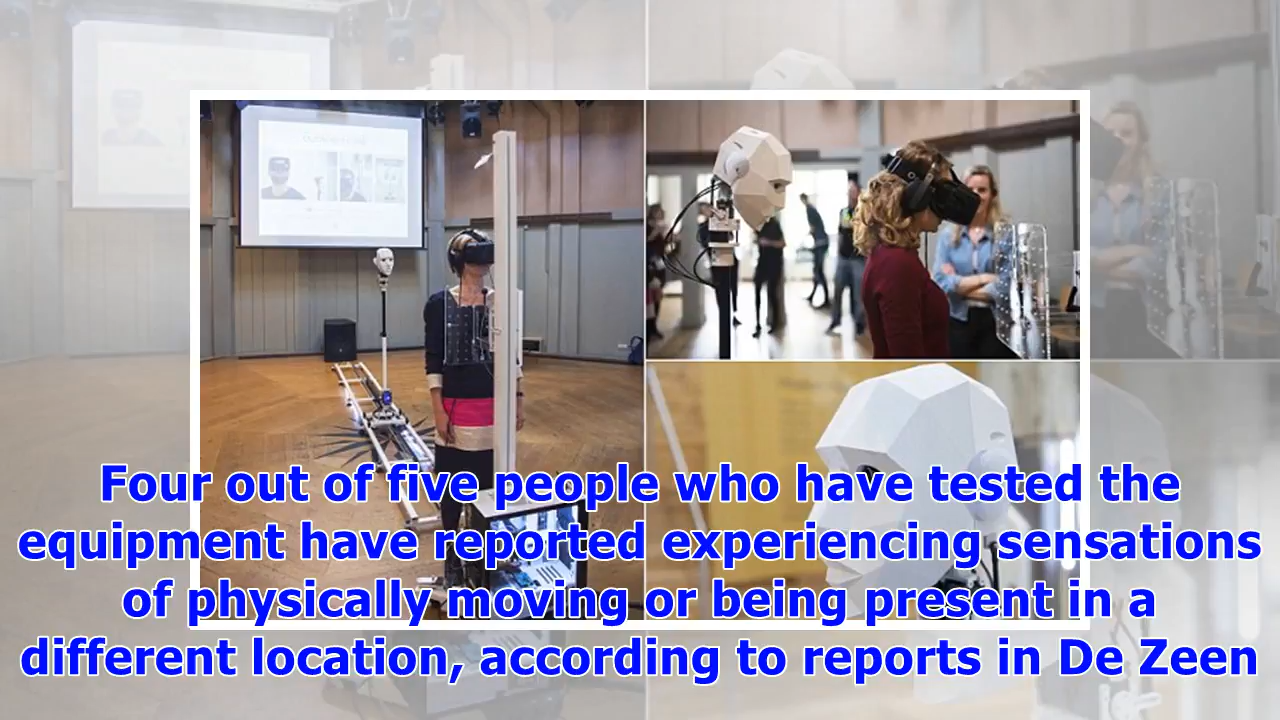 Four out of five people who have tested the
equipment have reported experiencing sensations
of physically moving or being present in a
different location, according to reports in De Zeen